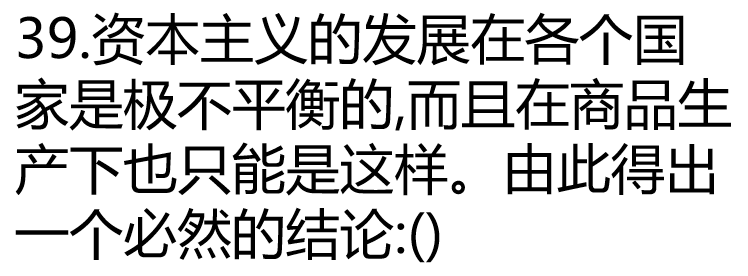 39.资本主义的发展在各个国
家是极不平衡的,而且在商品生
产下也只能是这样。由此得出
一个必然的结论:()